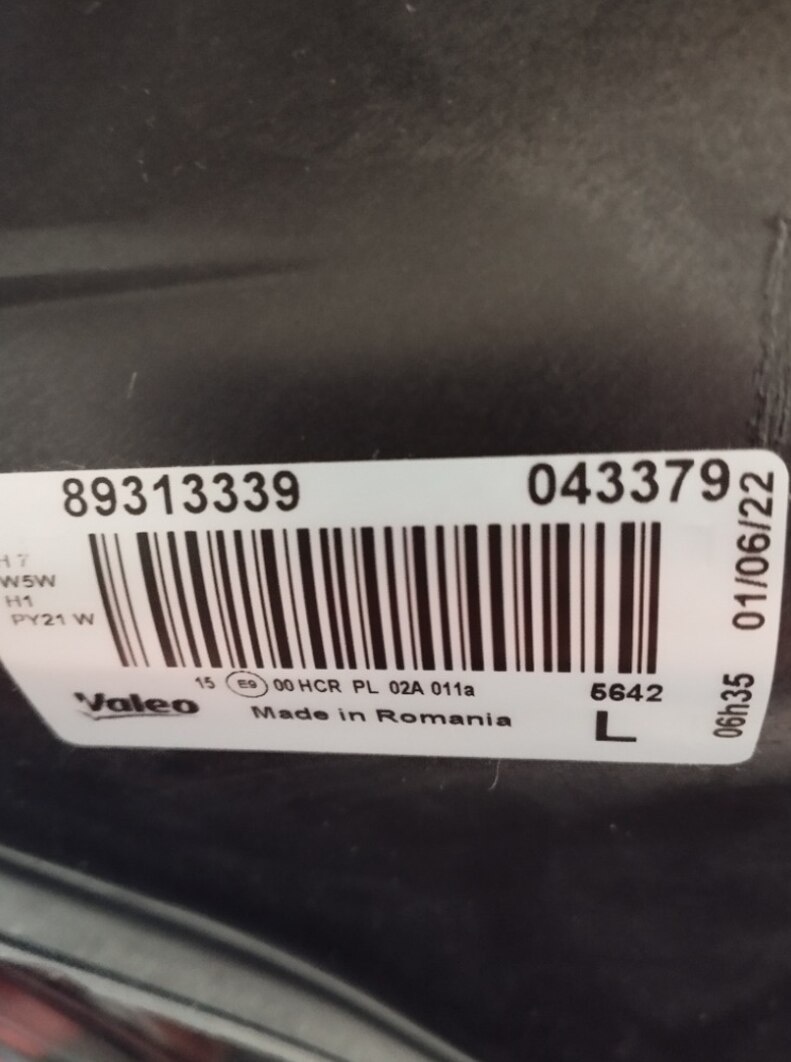 89313339 043379
H7
W5W
H1
PY21W
15 E9 00 HCR PL 02A 011a 5642
Valeo Made in Romania L
06h35 01/06/22